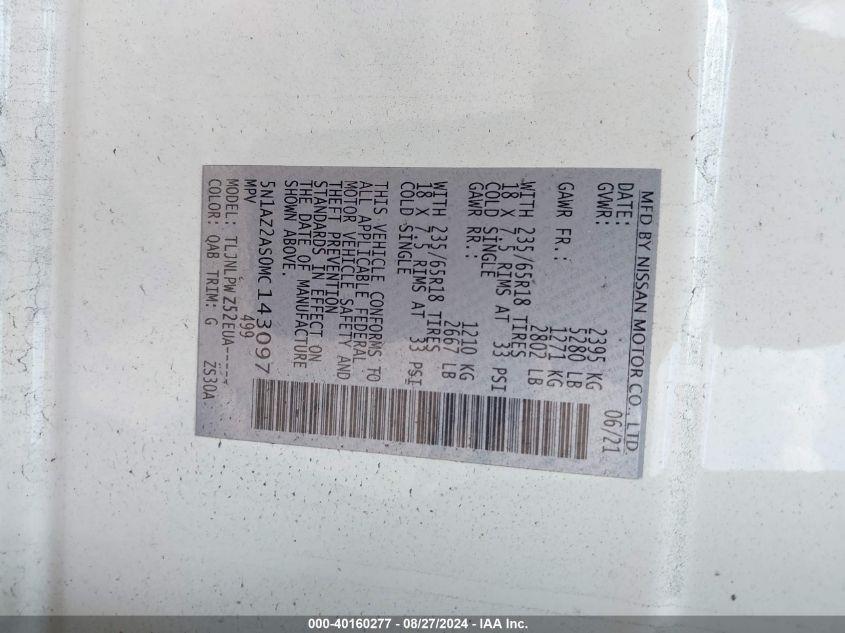 MFD BY NISSAN MOTOR CO., LTD
DATE: 06/21
GVWR: 2395 KG
5280 LB
GAWR FR.: 1271 KG
2802 LB
WITH 235/65R18 TIRES
18 X 7.5 RIMS AT 33 PSI
COLD SINGLE
GAWR RR.: 1210 KG
2667 LB
WITH 235/65R18 TIRES
18 X 7.5 RIMS AT 33 PSI
COLD SINGLE
THIS VEHICLE CONFORMS TO
ALL APPLICABLE FEDERAL
MOTOR VEHICLE SAFETY AND
THEFT PREVENTION
STANDARDS IN EFFECT ON
THE DATE OF MANUFACTURE
SHOWN ABOVE.
5N1AZ2AS0MC143097
MPV 499
MODEL: TLJNLPWZ52EUA-----
COLOR: QAB TRIM: G ZS30A
000-40160277 - 08/27/2024 - IAA Inc.